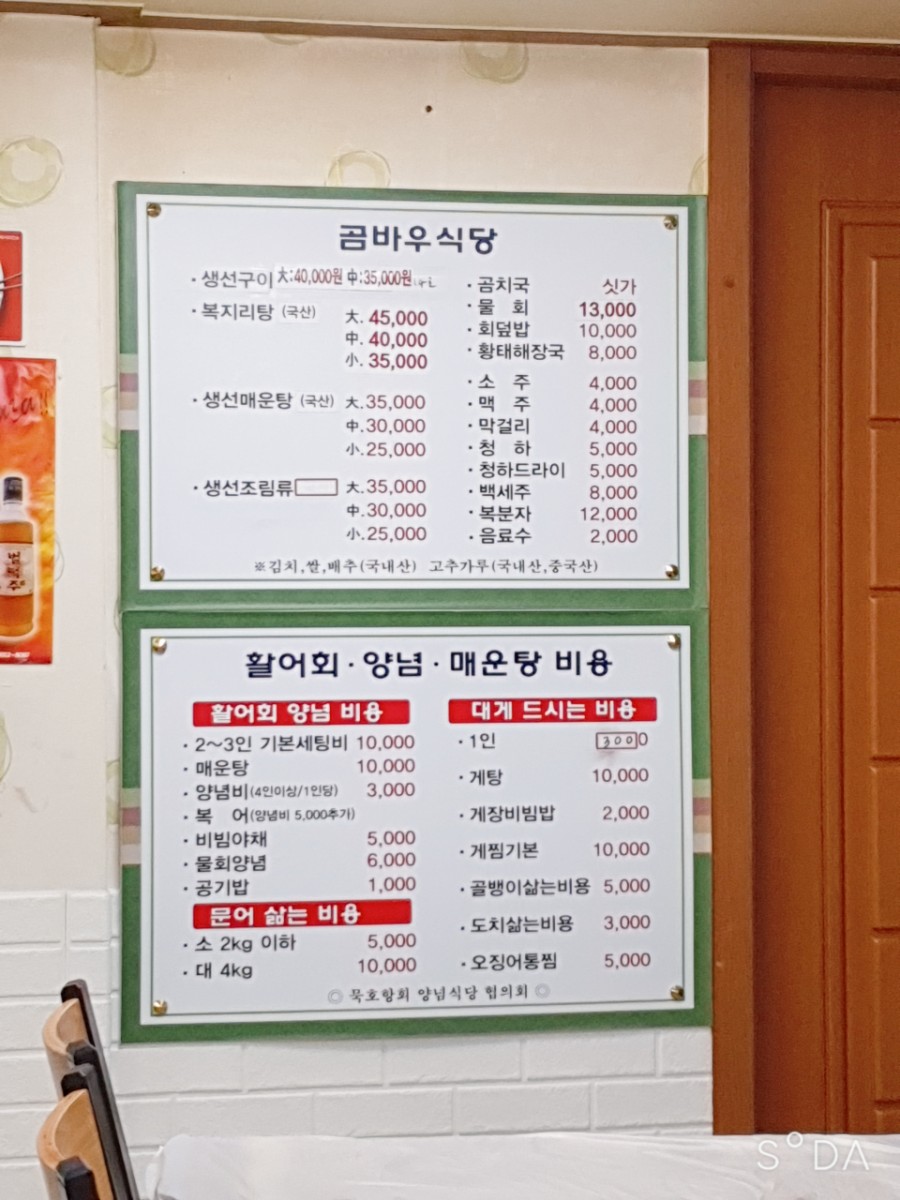 곰바우식당
· 생선구이 大:40,000원 中:35,000원
· 복지리탕 (국산) 大. 45,000
中. 40,000
小. 35,000
· 생선매운탕 (국산) 大. 35,000
中. 30,000
小. 25,000
· 생선조림류 大. 35,000
中. 30,000
小. 25,000
· 곰치국 싯가
· 물 회 13,000
· 회덮밥 10,000
· 황태해장국 8,000
· 소 주 4,000
· 맥 주 4,000
· 막걸리 4,000
· 청 하 5,000
· 청하드라이 5,000
· 백세주 8,000
· 복분자 12,000
· 음료수 2,000
※김치,쌀,배추(국내산) 고추가루(국내산,중국산)
활어회·양념·매운탕 비용
활어회 양념 비용
· 2~3인 기본세팅비 10,000
· 매운탕 10,000
· 양념비(4인이상/1인당) 3,000
· 복 어(양념비 5,000추가)
· 비빔야채 5,000
· 물회양념 6,000
· 공기밥 1,000
문어 삶는 비용
· 소 2kg 이하 5,000
· 대 4kg 10,000
대게 드시는 비용
· 1인 3000
· 게탕 10,000
· 게장비빔밥 2,000
· 게찜기본 10,000
· 골뱅이삶는비용 5,000
· 도치삶는비용 3,000
· 오징어통찜 5,000
◎ 묵호항회 양념식당 협의회 ◎
SODA